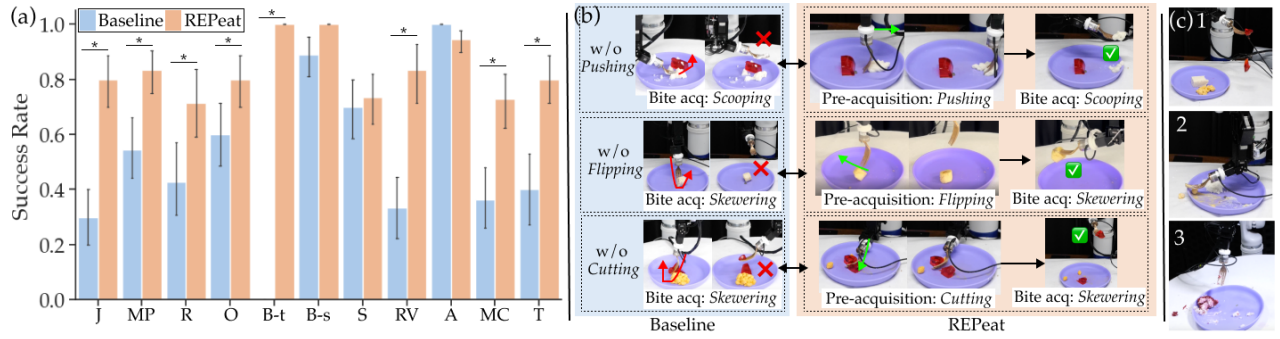 (a)
Baseline
REPeat
Success Rate
1.0
0.8
0.6
0.4
0.2
0.0
*
*
*
*
*
*
*
*
J MP R O B-t B-s S RV A MC T
(b)
w/o
Pushing
Bite acq: Scooping
Pre-acquisition: Pushing
Bite acq: Scooping
w/o
Flipping
Bite acq: Skewering
Pre-acquisition: Flipping
Bite acq: Skewering
w/o
Cutting
Bite acq: Skewering
Pre-acquisition: Cutting
Bite acq: Skewering
Baseline
REPeat
(c) 1
2
3